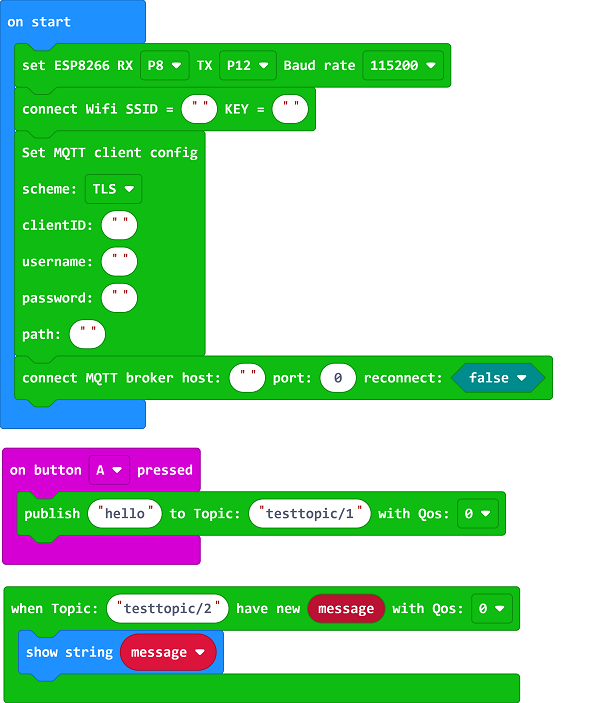 on start
set ESP8266 RX P8 TX P12 Baud rate 115200
connect Wifi SSID = " " KEY = " "
Set MQTT client config
scheme: TLS
clientID: " "
username: " "
password: " "
path: " "
connect MQTT broker host: " " port: 0 reconnect: false
on button A pressed
publish "hello" to Topic: "testtopic/1" with Qos: 0
when Topic: "testtopic/2" have new message with Qos: 0
show string message